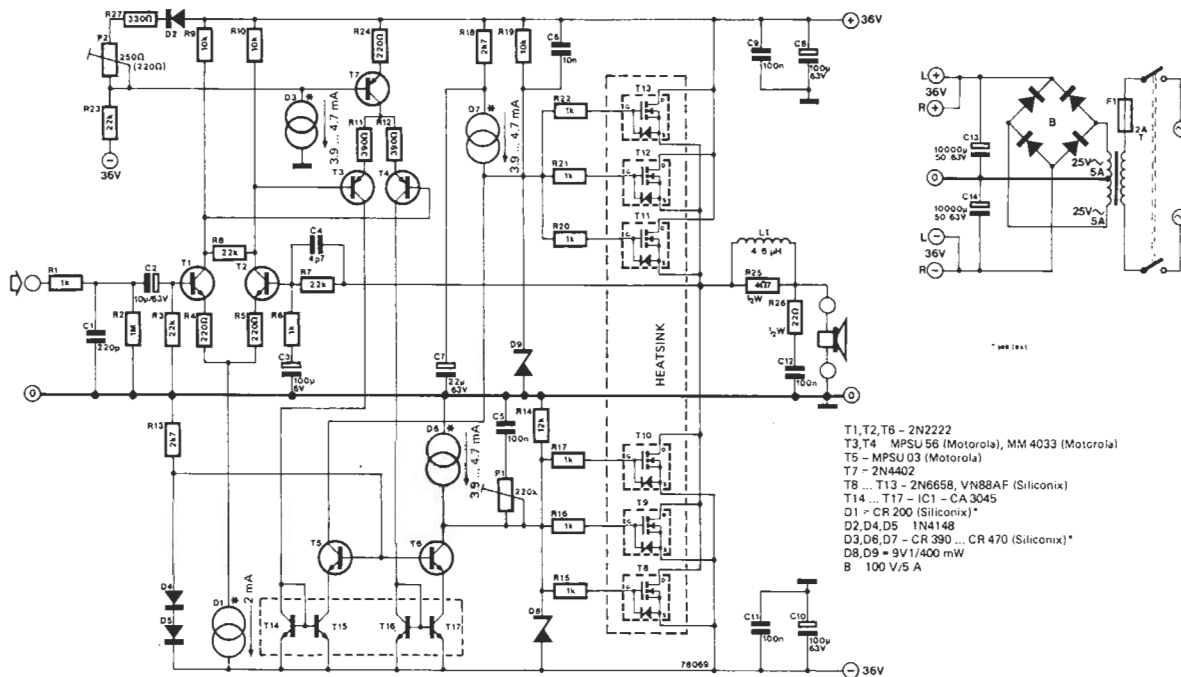 R27
330Ω
D2
R9
10k
R10
10k
P2
250Ω
(220Ω)
R23
22k
36V
R24
220Ω
T7
D3
*
3.9 ... 4.7 mA
R11
390Ω
R12
390Ω
T3
T4
R18
2k7
R19
10k
C6
10n
D7
*
3.9 ... 4.7 mA
R22
1k
R21
1k
R20
1k
T13
T12
T11
C9
100n
C8
100µ
63V
36V
R1
1k
C1
220p
R2
1M
C2
10µ/63V
R3
22k
T1
T2
R8
22k
R4
220Ω
R5
220Ω
C4
4p7
R7
22k
R6
1k
C3
100µ
6V
C7
22µ
63V
D9
HEATSINK
L1
4 6 µH
R25
4Ω7
½W
R26
22Ω
½W
C12
100n
0
0
R13
2k7
D4
D5
D1
*
2 mA
T14
T15
T16
T17
T5
T6
D6
*
3.9 ... 4.7 mA
C5
100n
P1
220k
R14
12k
R17
1k
R16
1k
R15
1k
D8
T10
T9
T8
C11
100n
C10
100µ
63V
76069
36V
L
36V
R
C13
10000µ
50 63V
0
C14
10000µ
50 63V
L
36V
R
B
25V
5A
25V
5A
F1
2A
T
* see text
T1,T2,T6 – 2N2222
T3,T4 MPSU 56 (Motorola), MM 4033 (Motorola)
T5 – MPSU 03 (Motorola)
T7 – 2N4402
T8 ... T13 – 2N6658, VN88AF (Siliconix)
T14 ... T17 – IC1 – CA 3045
D1 = CR 200 (Siliconix)*
D2,D4,D5 1N4148
D3,D6,D7 – CR 390 ... CR 470 (Siliconix)*
D8,D9 = 9V1/400 mW
B 100 V/5 A